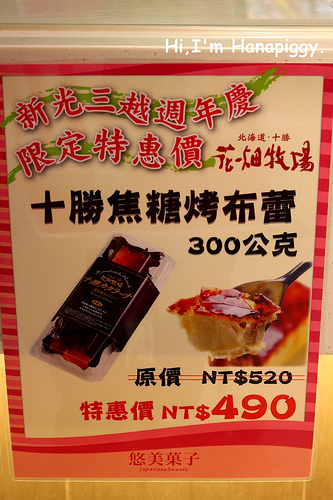 Hi,I'm Hanapiggy.
新光三越週年慶
限定特惠價
北海道·十勝
花畑牧場
十勝焦糖烤布蕾
300公克
原價 NT$520
特惠價 NT$490
悠美菓子
JapaneseSweets